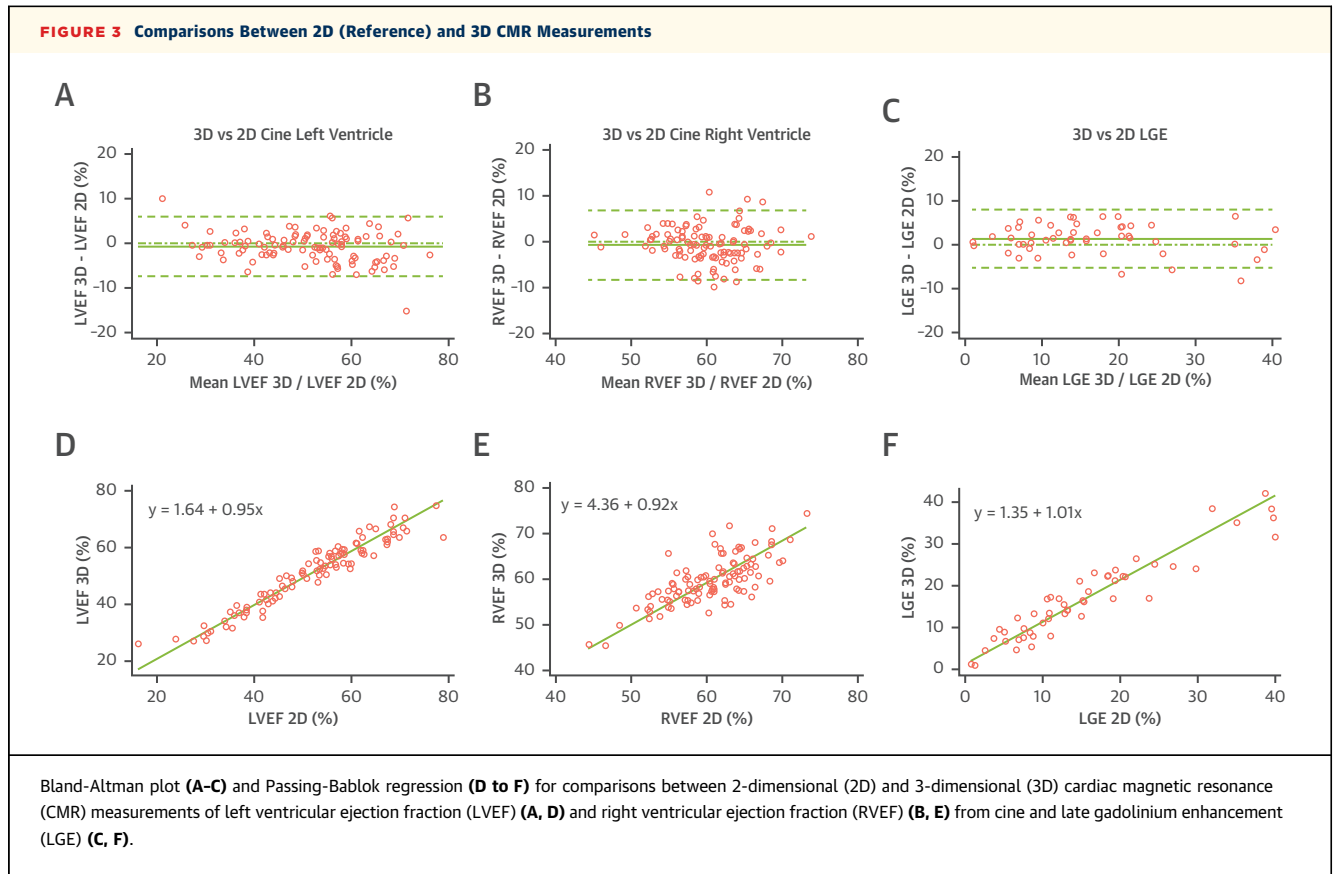 FIGURE 3 Comparisons Between 2D (Reference) and 3D CMR Measurements
A
3D vs 2D Cine Left Ventricle
LVEF 3D - LVEF 2D (%)
20
10
0
-10
-20
20
40
60
80
Mean LVEF 3D / LVEF 2D (%)
B
3D vs 2D Cine Right Ventricle
RVEF 3D - RVEF 2D (%)
20
10
0
-10
-20
40
50
60
70
80
Mean RVEF 3D / RVEF 2D (%)
C
3D vs 2D LGE
LGE 3D - LGE 2D (%)
20
10
0
-10
-20
0
10
20
30
40
Mean LGE 3D / LGE 2D (%)
D
y = 1.64 + 0.95x
LVEF 3D (%)
80
60
40
20
20
40
60
80
LVEF 2D (%)
E
y = 4.36 + 0.92x
RVEF 3D (%)
80
70
60
50
40
40
50
60
70
80
RVEF 2D (%)
F
y = 1.35 + 1.01x
LGE 3D (%)
40
30
20
10
0
0
10
20
30
40
LGE 2D (%)
Bland-Altman plot (A-C) and Passing-Bablok regression (D to F) for comparisons between 2-dimensional (2D) and 3-dimensional (3D) cardiac magnetic resonance
(CMR) measurements of left ventricular ejection fraction (LVEF) (A, D) and right ventricular ejection fraction (RVEF) (B, E) from cine and late gadolinium enhancement
(LGE) (C, F).